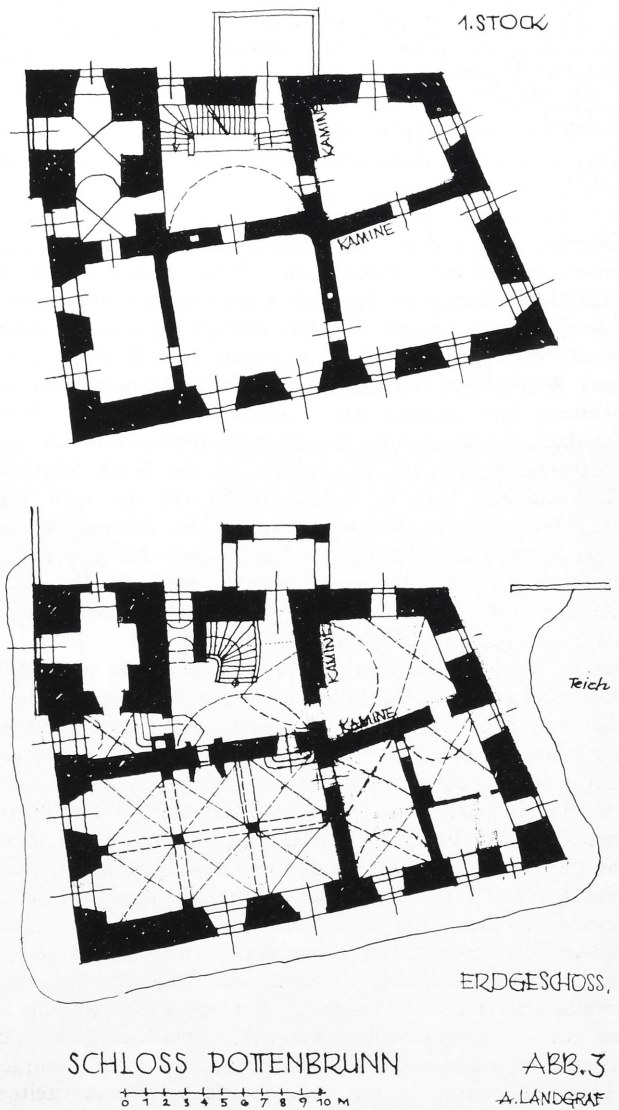 1.STOCK
KAMINE
KAMINE
KAMINE
KAMINE
Teich
ERDGESCHOSS.
SCHLOSS POTTENBRUNN
ABB.3
0 1 2 3 4 5 6 7 8 9 10 M
A.LANDGRAF